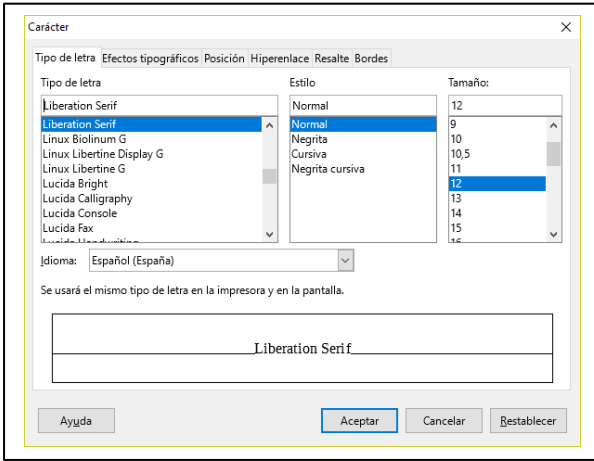 Carácter
Tipo de letra Efectos tipográficos Posición Hiperenlace Resalte Bordes
Tipo de letra Estilo Tamaño:
Liberation Serif Normal 12
Liberation Serif Normal 9
Linux Biolinum G Negrita 10
Linux Libertine Display G Cursiva 10,5
Linux Libertine G Negrita cursiva 11
Lucida Bright 12
Lucida Calligraphy 13
Lucida Console 14
Lucida Fax 15
Lucida Handwriting 16
Idioma: Español (España)
Se usará el mismo tipo de letra en la impresora y en la pantalla.
Liberation Serif
Ayuda Aceptar Cancelar Restablecer